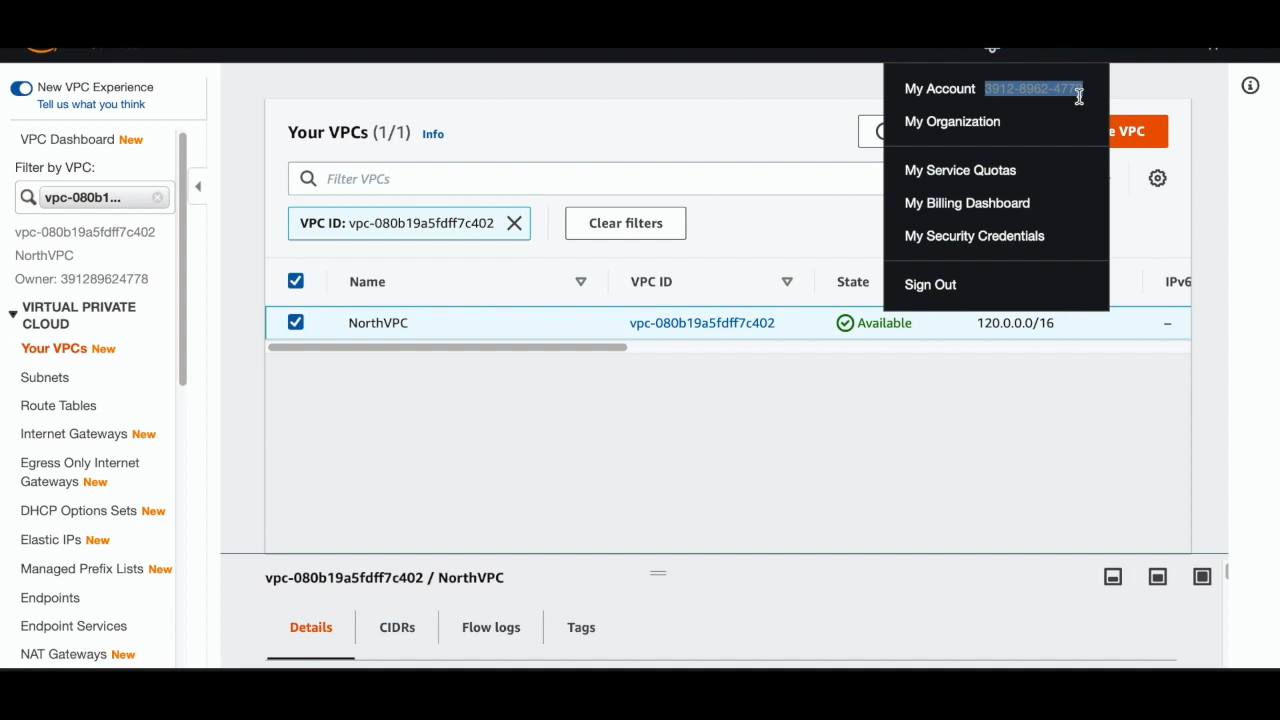 New VPC Experience
Tell us what you think
VPC Dashboard New
Filter by VPC:
vpc-080b1...
vpc-080b19a5fdff7c402
NorthVPC
Owner: 391289624778
VIRTUAL PRIVATE
CLOUD
Your VPCs New
Subnets
Route Tables
Internet Gateways New
Egress Only Internet
Gateways New
DHCP Options Sets New
Elastic IPs New
Managed Prefix Lists New
Endpoints
Endpoint Services
NAT Gateways New
Your VPCs (1/1) Info
e VPC
Filter VPCs
VPC ID: vpc-080b19a5fdff7c402
Clear filters
Name VPC ID State IPv6
NorthVPC vpc-080b19a5fdff7c402 Available 120.0.0.0/16 –
My Account 3912-8962-4778
My Organization
My Service Quotas
My Billing Dashboard
My Security Credentials
Sign Out
vpc-080b19a5fdff7c402 / NorthVPC
Details CIDRs Flow logs Tags